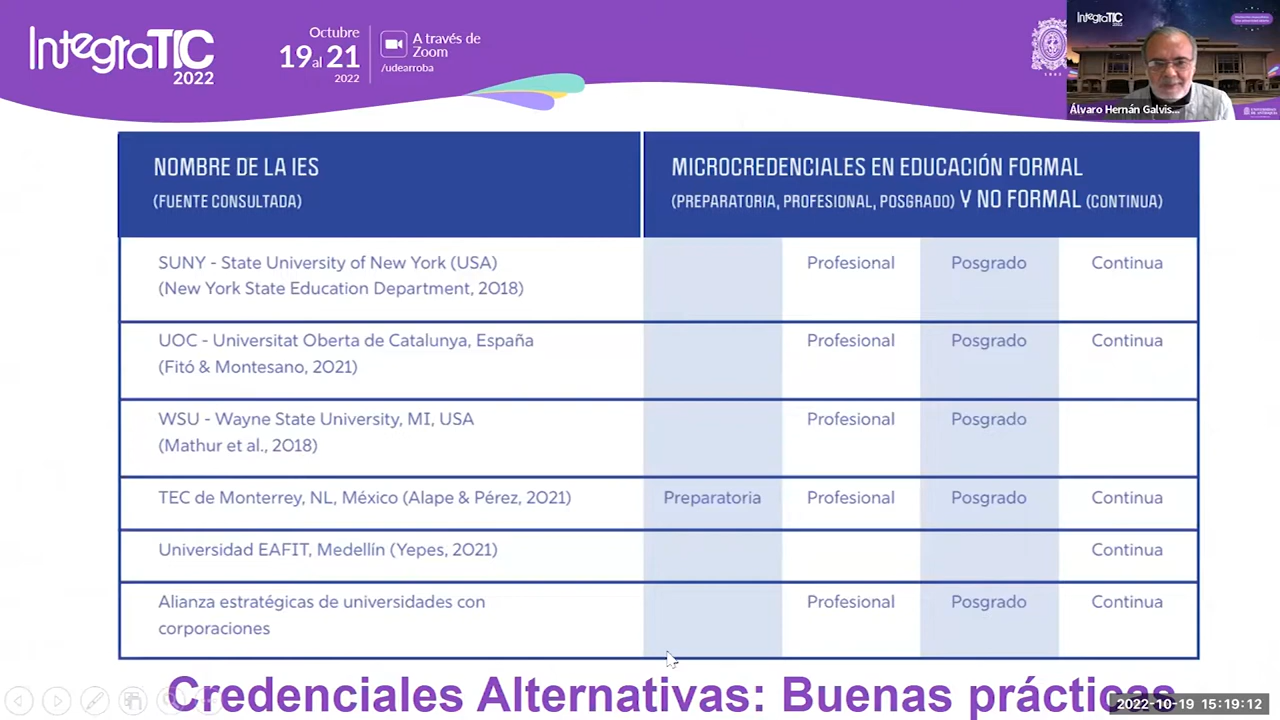 IntegraTIC
2022
Octubre
19 al 21
2022
A través de
Zoom
/udearroba
IntegraTIC
2022
Álvaro Hernán Galvis...
NOMBRE DE LA IES
(FUENTE CONSULTADA)
MICROCREDENCIALES EN EDUCACIÓN FORMAL
(PREPARATORIA, PROFESIONAL, POSGRADO) Y NO FORMAL (CONTINUA)
SUNY - State University of New York (USA)
(New York State Education Department, 2018)
Profesional Posgrado Continua
UOC - Universitat Oberta de Catalunya, España
(Fitó & Montesano, 2021)
Profesional Posgrado Continua
WSU - Wayne State University, MI, USA
(Mathur et al., 2018)
Profesional Posgrado
TEC de Monterrey, NL, México (Alape & Pérez, 2021) Preparatoria Profesional Posgrado Continua
Universidad EAFIT, Medellín (Yepes, 2021) Continua
Alianza estratégicas de universidades con
corporaciones
Profesional Posgrado Continua
Credenciales Alternativas: Buenas prácticas
2022-10-19 15:19:12